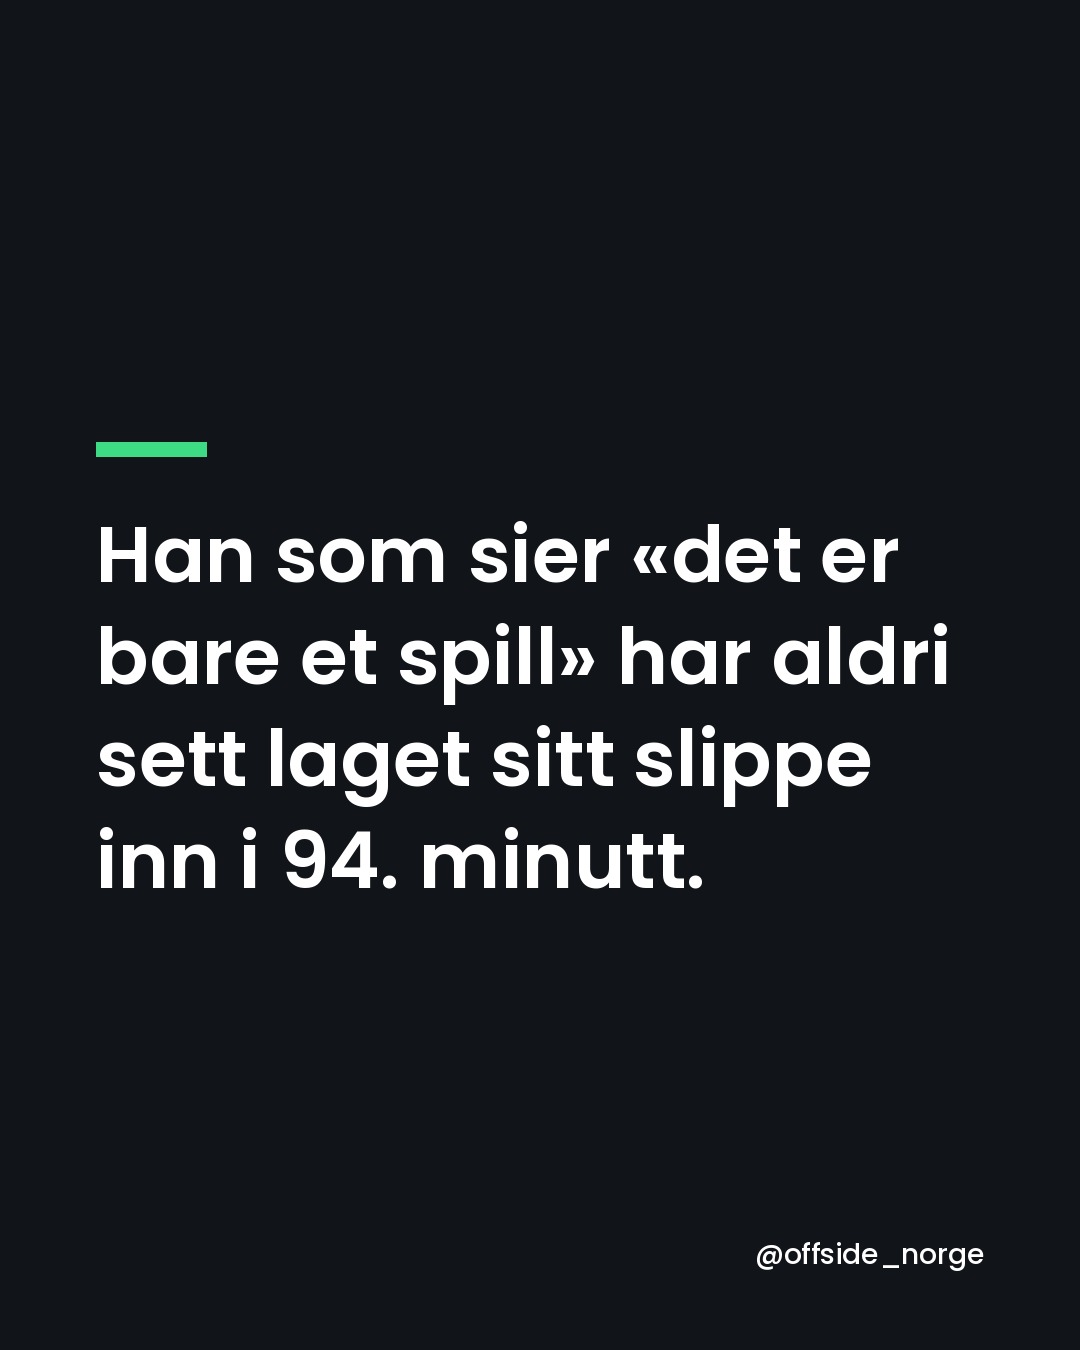 Han som sier «det er
bare et spill» har aldri
sett laget sitt slippe
inn i 94. minutt.
@offside_norge